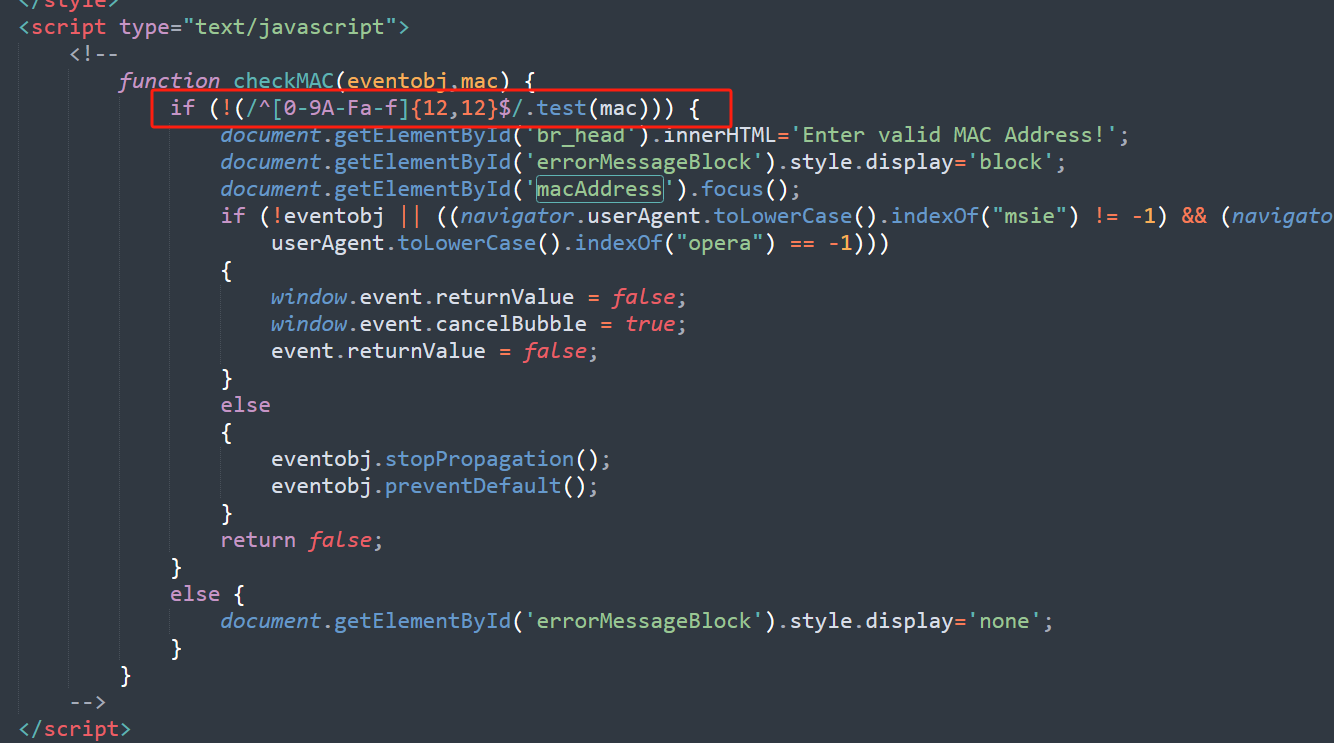 </style>
<script type="text/javascript">
<!--
function checkMAC(eventobj,mac) {
if (!(/^[0-9A-Fa-f]{12,12}$/.test(mac))) {
document.getElementById('br_head').innerHTML='Enter valid MAC Address!';
document.getElementById('errorMessageBlock').style.display='block';
document.getElementById('macAddress').focus();
if (!eventobj || ((navigator.userAgent.toLowerCase().indexOf("msie") != -1) && (navigato
userAgent.toLowerCase().indexOf("opera") == -1)))
{
window.event.returnValue = false;
window.event.cancelBubble = true;
event.returnValue = false;
}
else
{
eventobj.stopPropagation();
eventobj.preventDefault();
}
return false;
}
else {
document.getElementById('errorMessageBlock').style.display='none';
}
}
-->
</script>